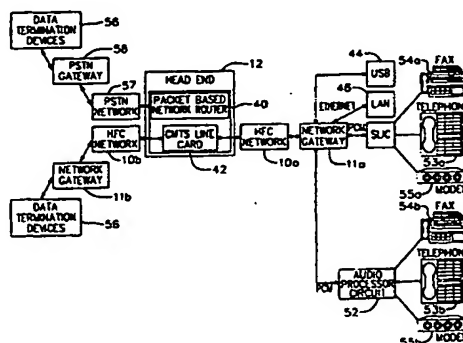 DATA
TERMINATION
DEVICES
56
PSTN
GATEWAY
58
57
PSTN
NETWORK
HFC
NETWORK
10b
NETWORK
GATEWAY
11b
DATA
TERMINATION
DEVICES
56
12
HEAD END
PACKET BASED
NETWORK ROUTER
40
CMTS LINE
CARD
42
HFC
NETWORK
10a
NETWORK
GATEWAY
11a
44
USB
46
LAN
ETHERNET
PCM
SLIC
54a
FAX
TELEPHONE
53a
55a
MODEM
54b
FAX
TELEPHONE
53b
55b
MODEM
PCM
AUDIO
PROCESSOR
CIRCUIT
52